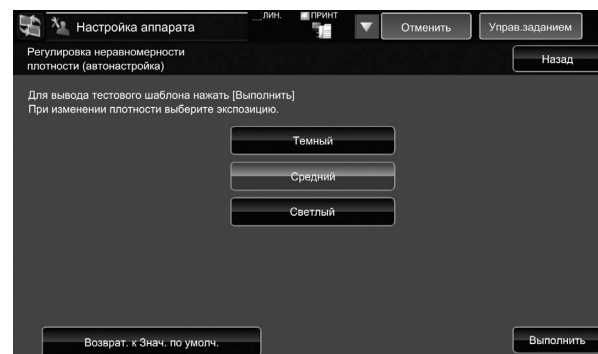 Настройка аппарата
ЛИН.
ПРИНТ
Отменить
Управ.заданием
Регулировка неравномерности
плотности (автонастройка)
Назад
Для вывода тестового шаблона нажать [Выполнить]
При изменении плотности выберите экспозицию.
Темный
Средний
Светлый
Возврат. к Знач. по умолч.
Выполнить